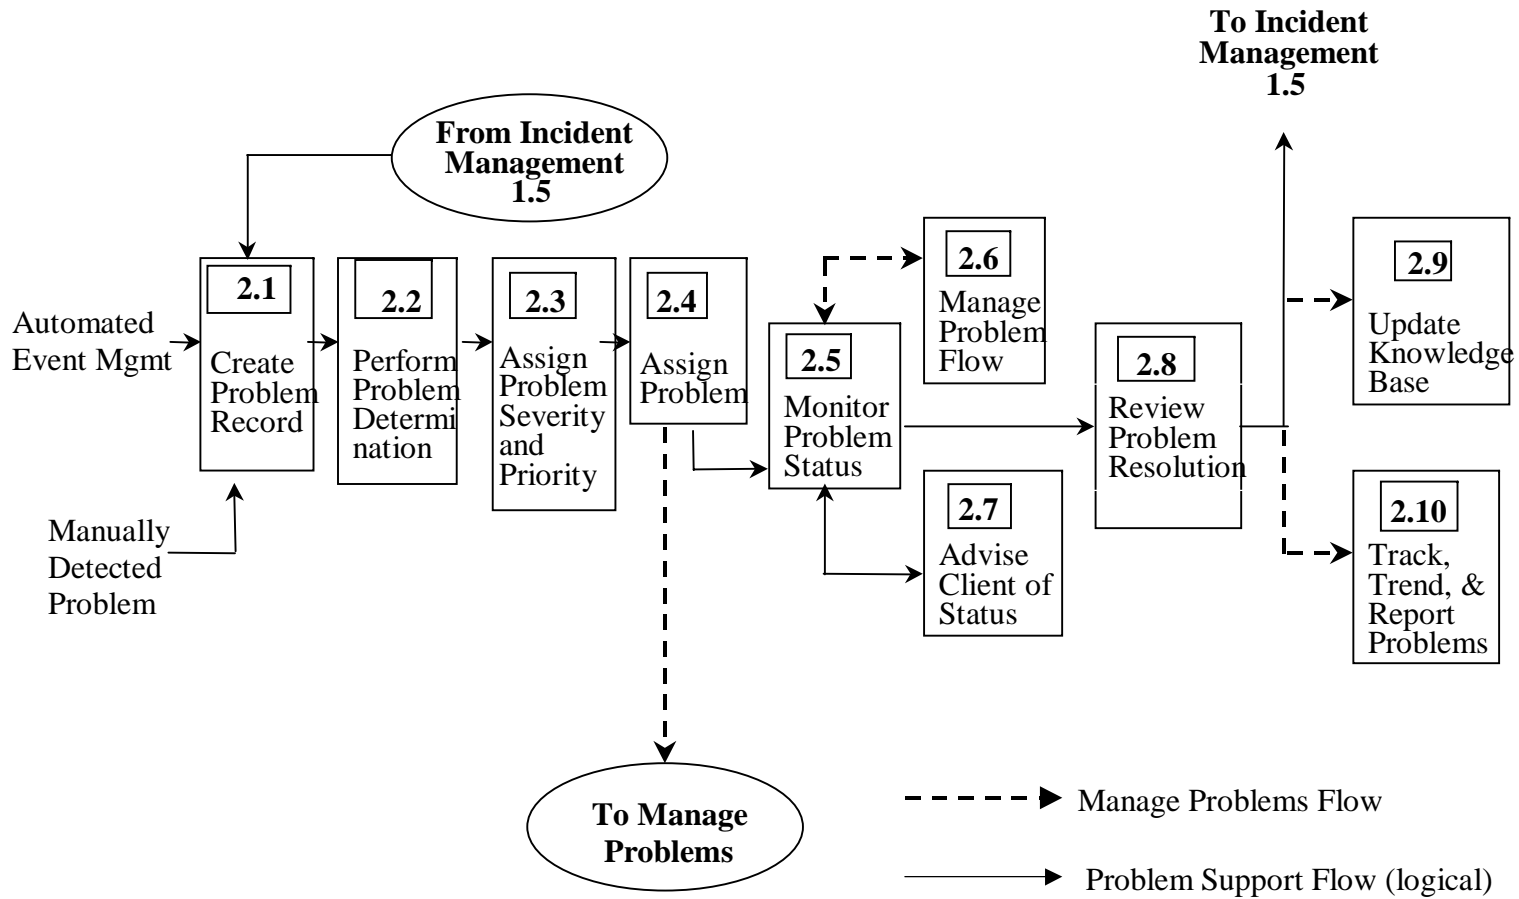 To Incident
Management
1.5
From Incident
Management
1.5
Automated
Event Mgmt
Manually
Detected
Problem
2.1
Create
Problem
Record
2.2
Perform
Problem
Determi
nation
2.3
Assign
Problem
Severity
and
Priority
2.4
Assign
Problem
2.5
Monitor
Problem
Status
2.6
Manage
Problem
Flow
2.7
Advise
Client of
Status
2.8
Review
Problem
Resolution
2.9
Update
Knowledge
Base
2.10
Track,
Trend, &
Report
Problems
To Manage
Problems
Manage Problems Flow
Problem Support Flow (logical)